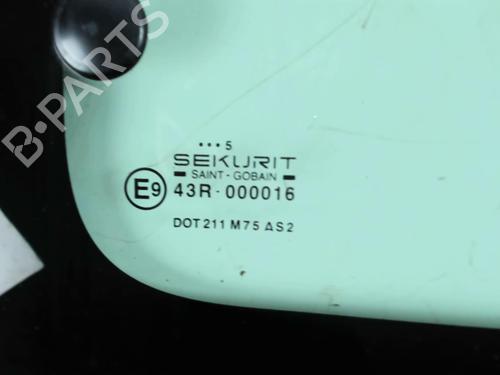 B-PARTS
••• 5
SEKURIT
SAINT-GOBAIN
E9 43R-000016
DOT 211 M75 AS2